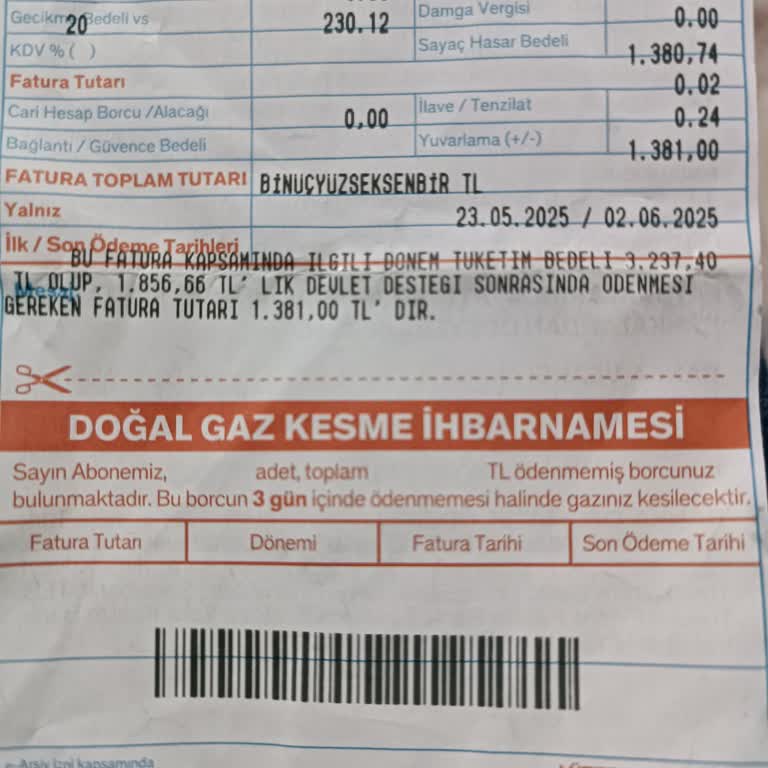 Gecikme Bedeli vs 20 230.12 Damga Vergisi 0.00
KDV % ( ) Sayaç Hasar Bedeli 1.380,74
Fatura Tutarı 0.02
Cari Hesap Borcu /Alacağı 0,00 İlave / Tenzilat 0.24
Bağlantı / Güvence Bedeli Yuvarlama (+/-) 1.381,00
FATURA TOPLAM TUTARI BİNÜÇYÜZSEKSENBİR TL
Yalnız 23.05.2025 / 02.06.2025
İlk / Son Ödeme Tarihleri
BU FATURA KAPSAMINDA ILGILI DONEM TUKETIM BEDELI 3.237,40
Mesaj
TL OLUP, 1.856,66 TL' LIK DEVLET DESTEGI SONRASINDA ODENMESI
GEREKEN FATURA TUTARI 1.381,00 TL' DIR.
DOĞAL GAZ KESME İHBARNAMESİ
Sayın Abonemiz, adet, toplam TL ödenmemiş borcunuz
bulunmaktadır. Bu borcun 3 gün içinde ödenmemesi halinde gazınız kesilecektir.
Fatura Tutarı Dönemi Fatura Tarihi Son Ödeme Tarihi
Arşiv İzni kapsamında